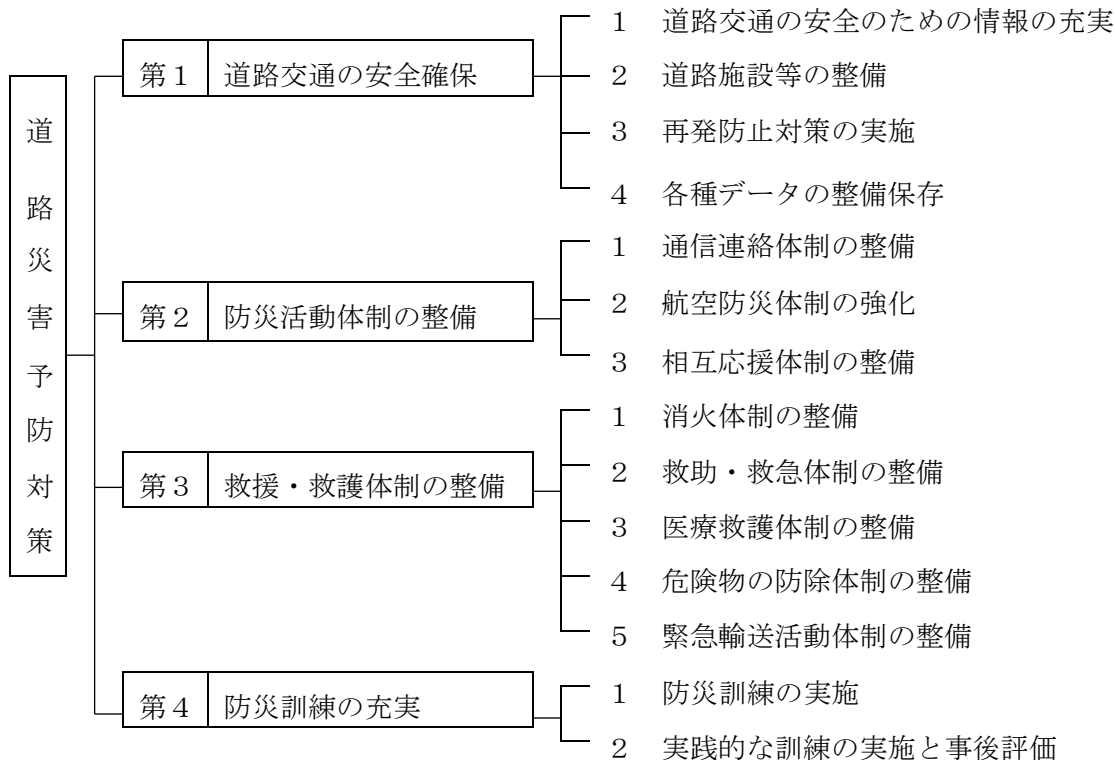 道路災害予防対策
第１ 道路交通の安全確保
１ 道路交通の安全のための情報の充実
２ 道路施設等の整備
３ 再発防止対策の実施
４ 各種データの整備保存
第２ 防災活動体制の整備
１ 通信連絡体制の整備
２ 航空防災体制の強化
３ 相互応援体制の整備
第３ 救援・救護体制の整備
１ 消火体制の整備
２ 救助・救急体制の整備
３ 医療救護体制の整備
４ 危険物の防除体制の整備
５ 緊急輸送活動体制の整備
第４ 防災訓練の充実
１ 防災訓練の実施
２ 実践的な訓練の実施と事後評価